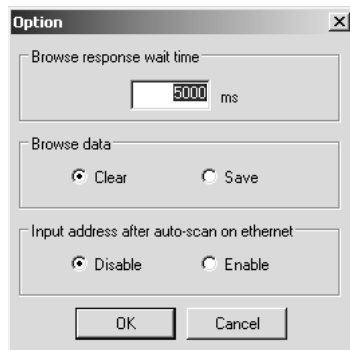 Option
Browse response wait time
5000 ms
Browse data
Clear Save
Input address after auto-scan on ethernet
Disable Enable
OK Cancel